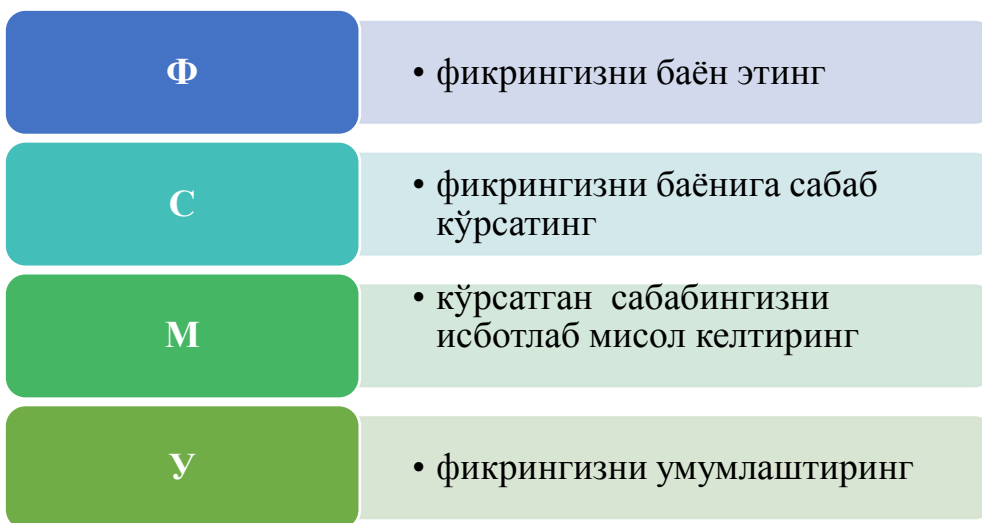 Ф
• фикрингизни баён этинг
С
• фикрингизни баёнига сабаб
кўрсатинг
М
• кўрсатган сабабингизни
исботлаб мисол келтиринг
У
• фикрингизни умумлаштиринг